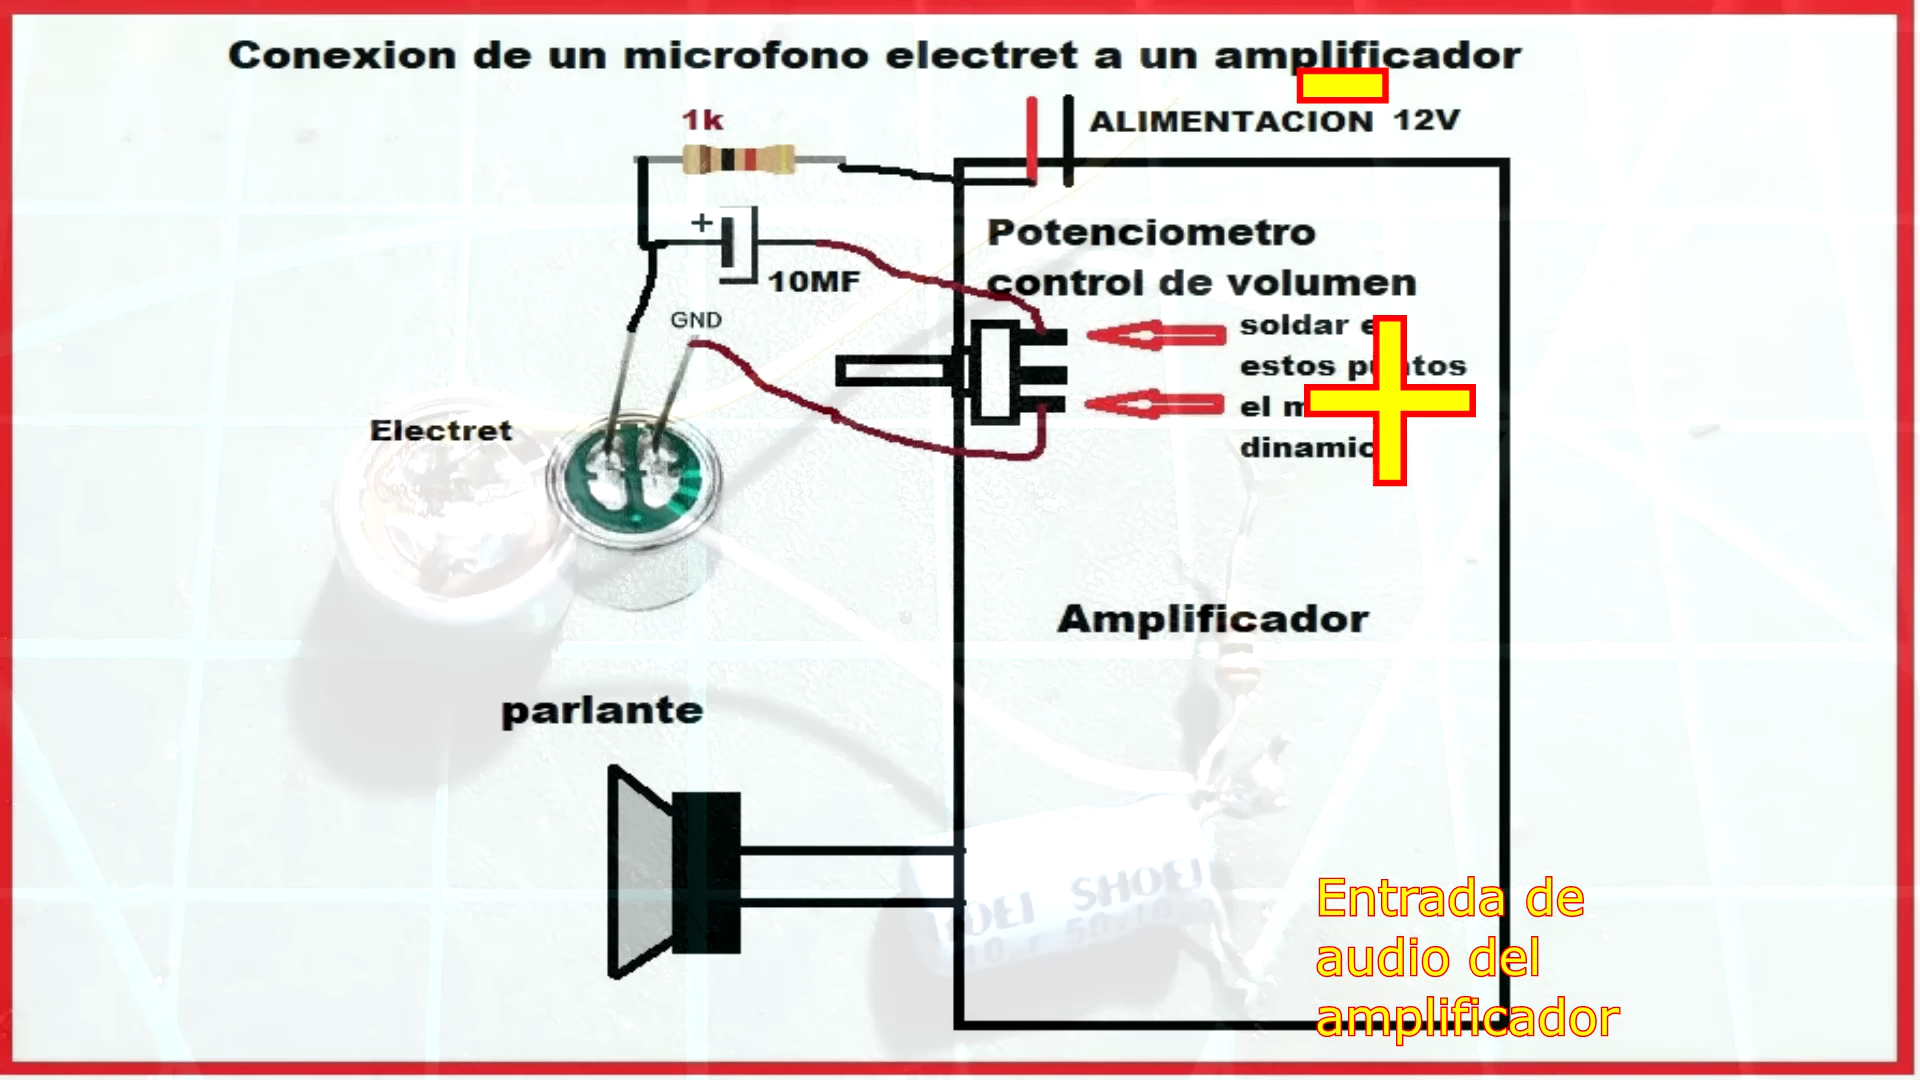 Conexion de un microfono electret a un amplificador
1k
ALIMENTACION 12V
+
10MF
Potenciometro
control de volumen
GND
soldar
estos
el
Electret
Amplificador
parlante
SHOEI
Entrada de
audio del
amplificador